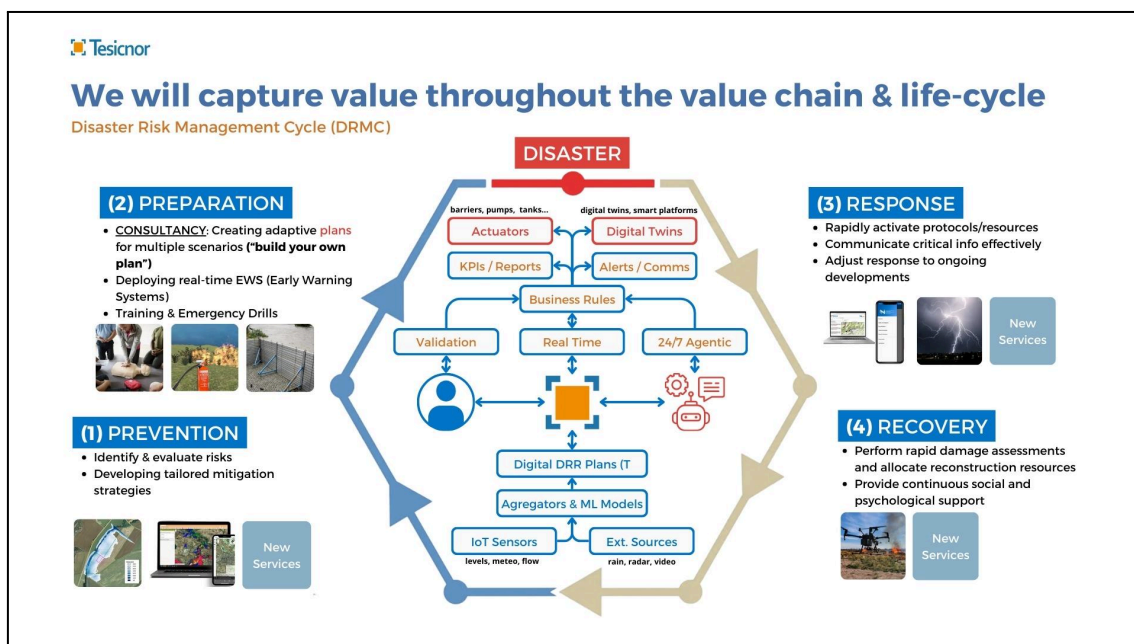 Tesicnor
We will capture value throughout the value chain & life-cycle
Disaster Risk Management Cycle (DRMC)
DISASTER
(2) PREPARATION
• CONSULTANCY: Creating adaptive plans
for multiple scenarios ("build your own
plan")
• Deploying real-time EWS (Early Warning
Systems)
• Training & Emergency Drills
(1) PREVENTION
• Identify & evaluate risks
• Developing tailored mitigation
strategies
New
Services
barriers, pumps, tanks...
digital twins, smart platforms
Actuators
Digital Twins
KPIs / Reports
Alerts / Comms
Business Rules
Validation
Real Time
24/7 Agentic
Digital DRR Plans (T
Agregators & ML Models
IoT Sensors
Ext. Sources
levels, meteo, flow
rain, radar, video
(3) RESPONSE
• Rapidly activate protocols/resources
• Communicate critical info effectively
• Adjust response to ongoing
developments
New
Services
(4) RECOVERY
• Perform rapid damage assessments
and allocate reconstruction resources
• Provide continuous social and
psychological support
New
Services